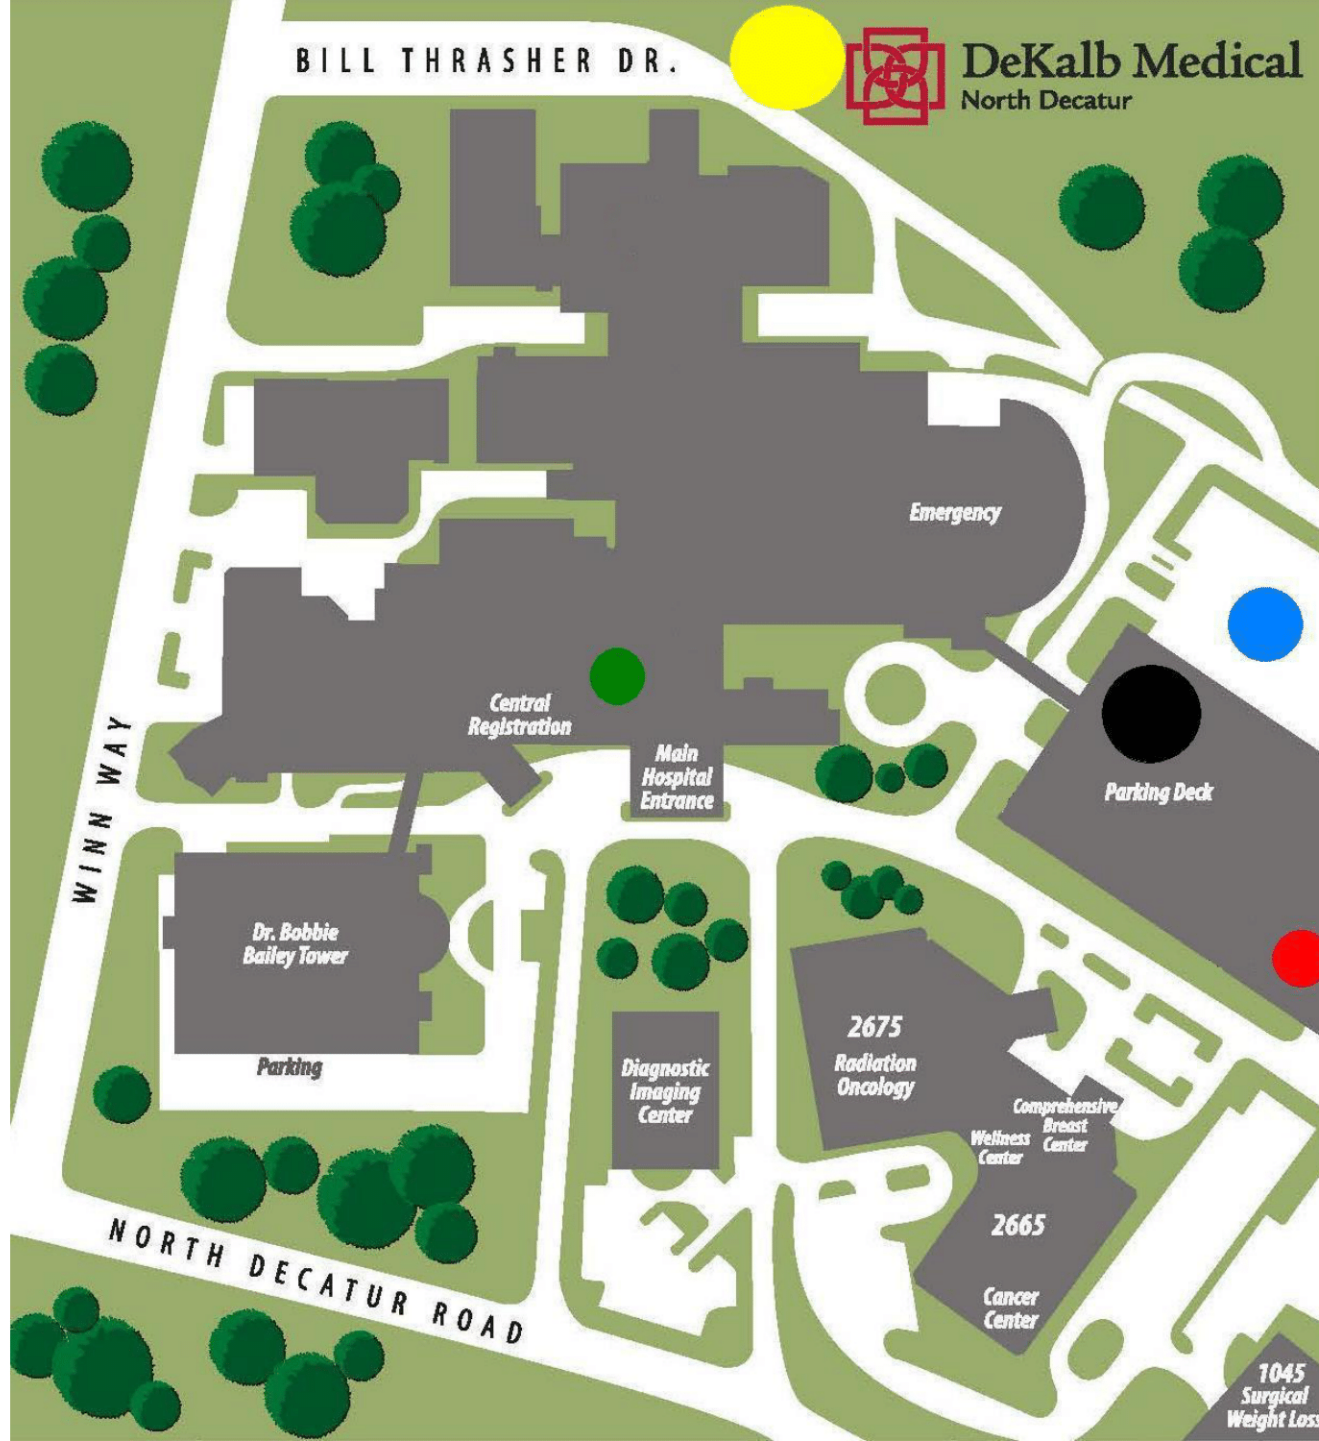 BILL THRASHER DR.
DeKalb Medical
North Decatur
Emergency
Central
Registration
Main
Hospital
Entrance
Parking Deck
WINN WAY
Dr. Bobbie
Bailey Tower
Parking
Diagnostic
Imaging
Center
2675
Radiation
Oncology
Comprehensive
Breast
Center
Wellness
Center
2665
Cancer
Center
NORTH DECATUR ROAD
1045
Surgical
Weight Loss